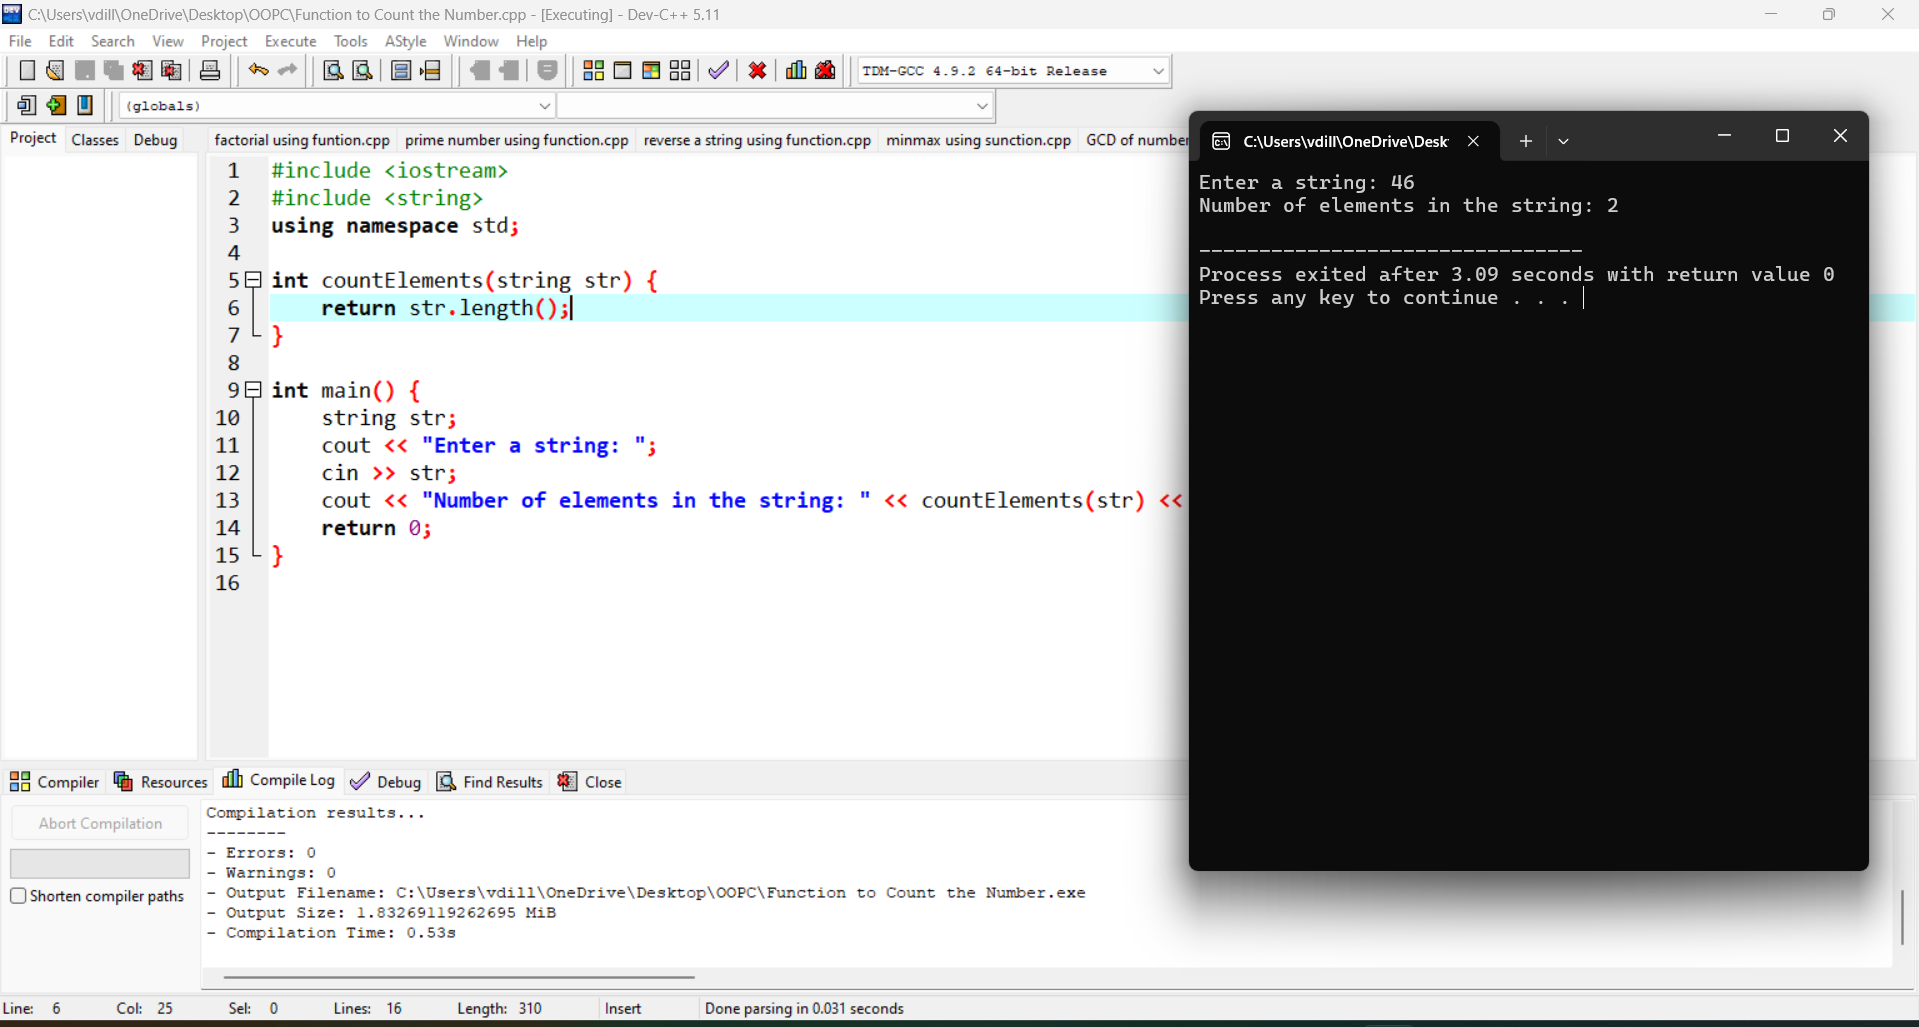 C:\Users\vdill\OneDrive\Desktop\OOPC\Function to Count the Number.cpp - [Executing] - Dev-C++ 5.11
File Edit Search View Project Execute Tools AStyle Window Help
TDM-GCC 4.9.2 64-bit Release
(globals)
Project Classes Debug
factorial using funtion.cpp prime number using function.cpp reverse a string using function.cpp minmax using sunction.cpp GCD of number
1 #include <iostream>
2 #include <string>
3 using namespace std;
4
5 int countElements(string str) {
6 return str.length();
7 }
8
9 int main() {
10 string str;
11 cout << "Enter a string: ";
12 cin >> str;
13 cout << "Number of elements in the string: " << countElements(str) <<
14 return 0;
15 }
16
C:\Users\vdill\OneDrive\Desk
Enter a string: 46
Number of elements in the string: 2
--------------------------------
Process exited after 3.09 seconds with return value 0
Press any key to continue . . .
Compiler Resources Compile Log Debug Find Results Close
Abort Compilation
Shorten compiler paths
Compilation results...
--------
- Errors: 0
- Warnings: 0
- Output Filename: C:\Users\vdill\OneDrive\Desktop\OOPC\Function to Count the Number.exe
- Output Size: 1.83269119262695 MiB
- Compilation Time: 0.53s
Line: 6 Col: 25 Sel: 0 Lines: 16 Length: 310 Insert Done parsing in 0.031 seconds